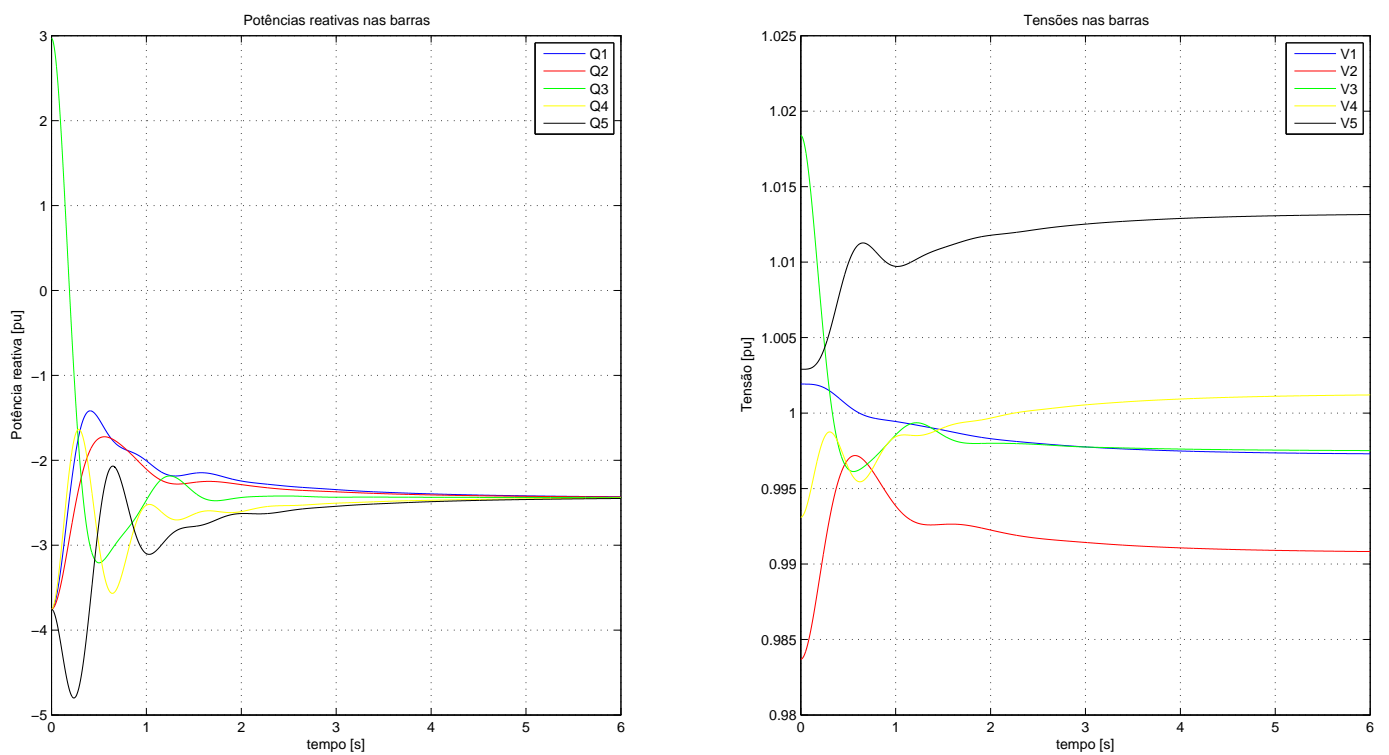 Potências reativas nas barras
3
2
1
0
−1
−2
−3
−4
−5
Potência reativa [pu]
0 1 2 3 4 5 6
tempo [s]
Q1
Q2
Q3
Q4
Q5
Tensões nas barras
1.025
1.02
1.015
1.01
1.005
1
0.995
0.99
0.985
0.98
Tensão [pu]
0 1 2 3 4 5 6
tempo [s]
V1
V2
V3
V4
V5